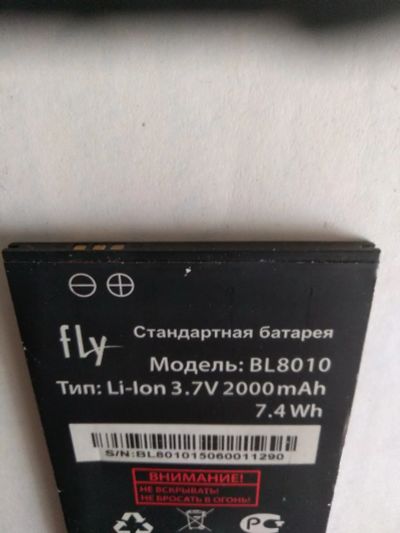 fly
Стандартная батарея
Модель: BL8010
Тип: Li-Ion 3.7V 2000mAh
7.4 Wh
S/N:BL801015060011290
ВНИМАНИЕ!
НЕ ВСКРЫВАТЬ!
НЕ БРОСАТЬ В ОГОНЬ!